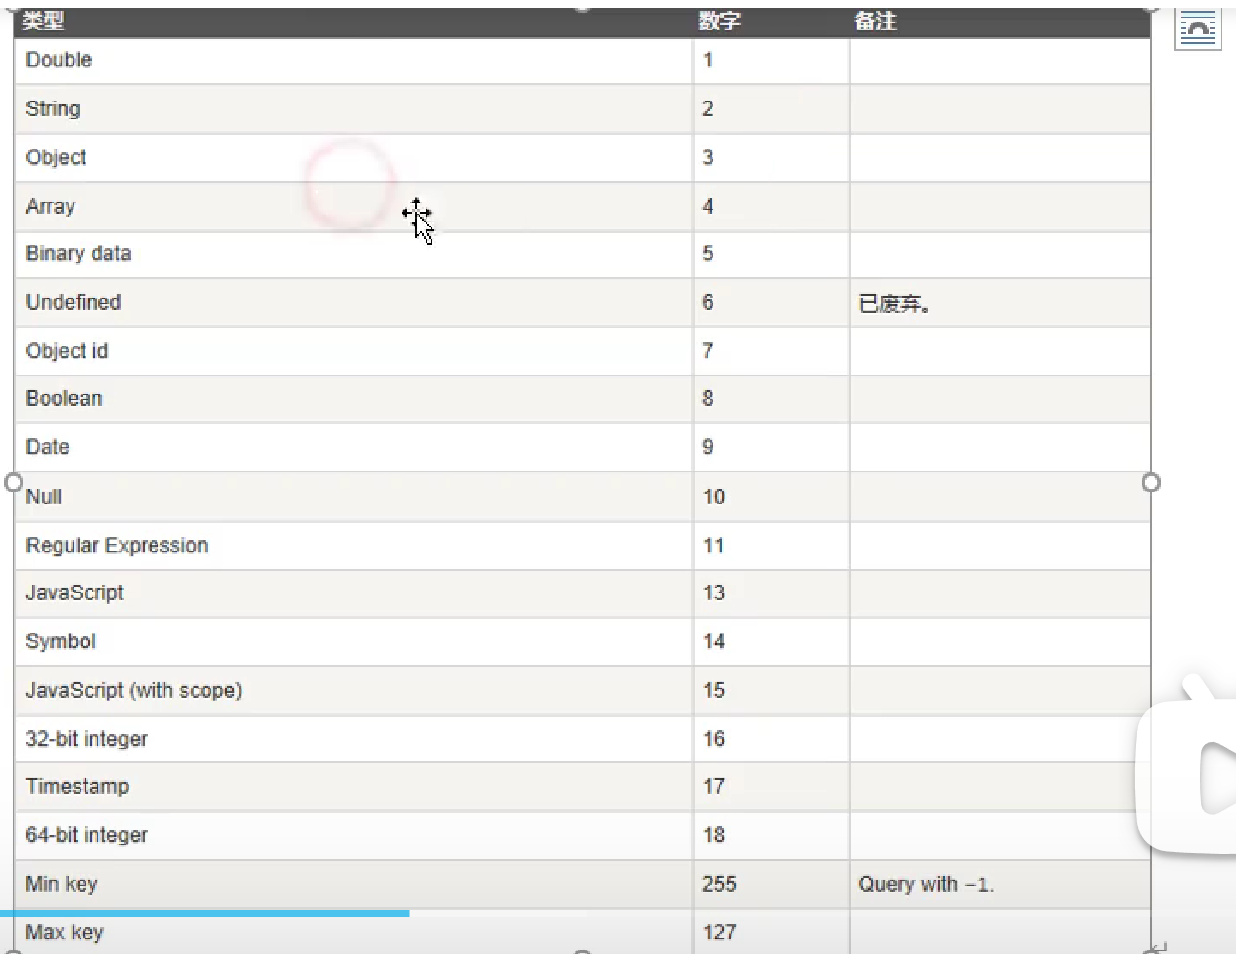 类型 数字 备注
Double 1
String 2
Object 3
Array 4
Binary data 5
Undefined 6 已废弃。
Object id 7
Boolean 8
Date 9
Null 10
Regular Expression 11
JavaScript 13
Symbol 14
JavaScript (with scope) 15
32-bit integer 16
Timestamp 17
64-bit integer 18
Min key 255 Query with -1.
Max key 127